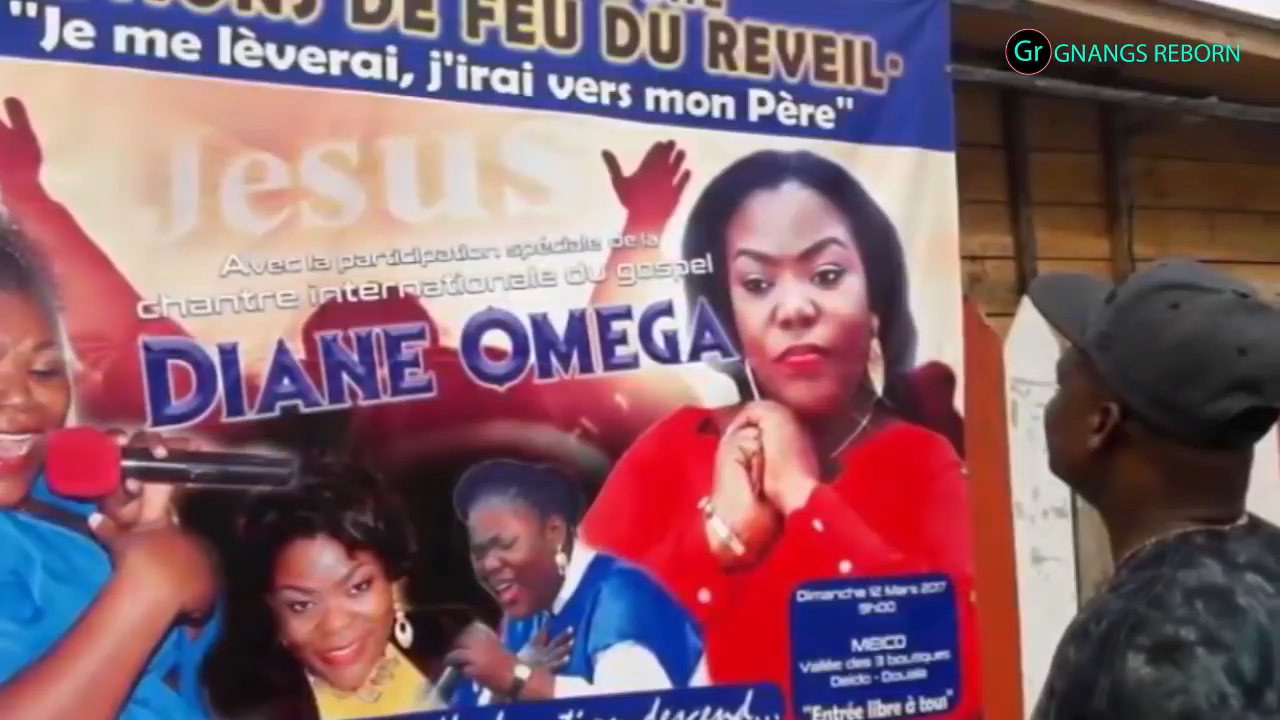 DE FEU DU REVEIL.
"Je me lèverai, j'irai vers mon Père"
Jesus
Avec la participation spéciale de la
chantre internationale du gospel
DIANE OMEGA
Dimanche 12 Mars 2017
9h00
MEICD
Vallée des 3 boutiques
Deido - Douala
"Entrée libre à tous"
descend...
Gr GNANGS REBORN